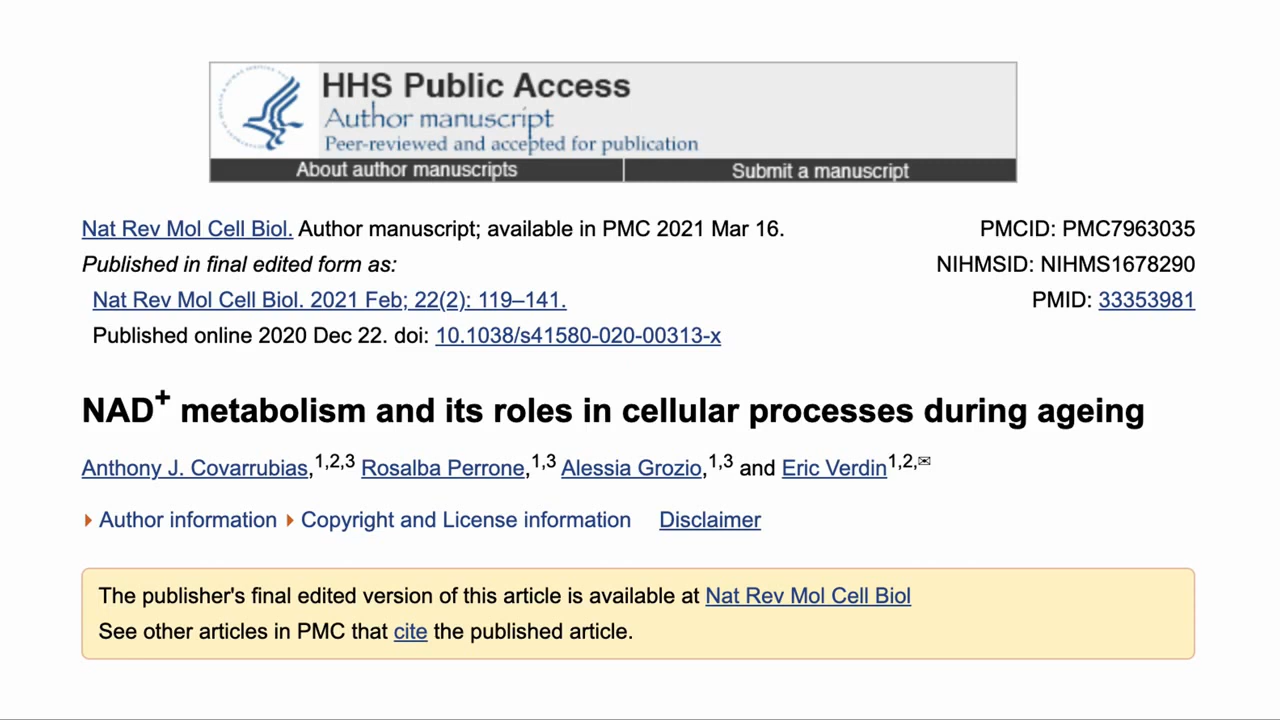 HHS Public Access
Author manuscript
Peer-reviewed and accepted for publication
About author manuscripts Submit a manuscript
Nat Rev Mol Cell Biol. Author manuscript; available in PMC 2021 Mar 16. PMCID: PMC7963035
Published in final edited form as: NIHMSID: NIHMS1678290
Nat Rev Mol Cell Biol. 2021 Feb; 22(2): 119–141. PMID: 33353981
Published online 2020 Dec 22. doi: 10.1038/s41580-020-00313-x
NAD⁺ metabolism and its roles in cellular processes during ageing
Anthony J. Covarrubias,1,2,3 Rosalba Perrone,1,3 Alessia Grozio,1,3 and Eric Verdin1,2,✉
Author information Copyright and License information Disclaimer
The publisher's final edited version of this article is available at Nat Rev Mol Cell Biol
See other articles in PMC that cite the published article.